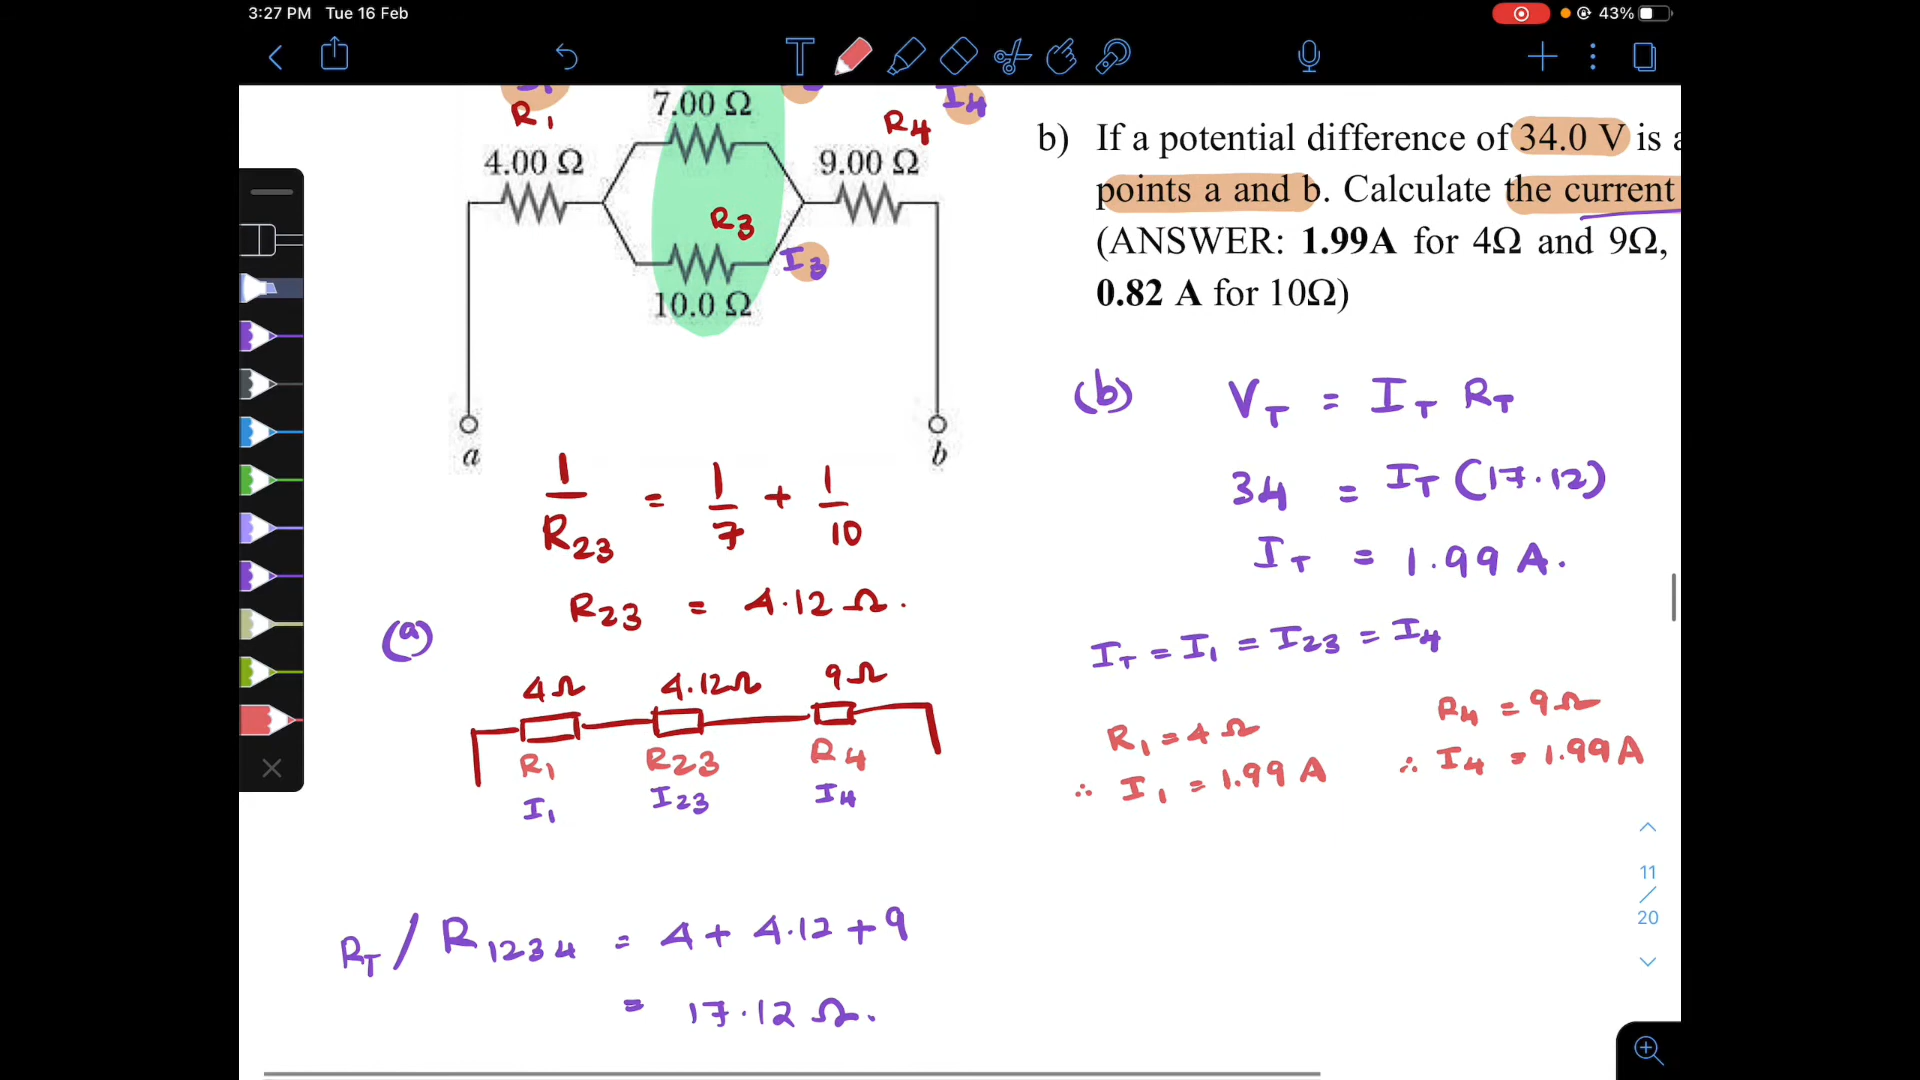 3:27 PM Tue 16 Feb
43%
T
I4
R1
7.00 Ω
R4
4.00 Ω
9.00 Ω
R3
I3
10.0 Ω
a
b
1/R23 = 1/7 + 1/10
R23 = 4.12 Ω.
(a)
4Ω 4.12Ω 9Ω
R1 R23 R4
I1 I23 I4
RT / R1234 = 4 + 4.12 + 9
= 17.12 Ω.
b) If a potential difference of 34.0 V is
points a and b. Calculate the current
(ANSWER: 1.99A for 4Ω and 9Ω,
0.82 A for 10Ω)
(b) VT = IT RT
34 = IT (17.12)
IT = 1.99 A.
IT = I1 = I23 = I4
R1 = 4 Ω
∴ I1 = 1.99 A
R4 = 9Ω
∴ I4 = 1.99 A
11
/
20